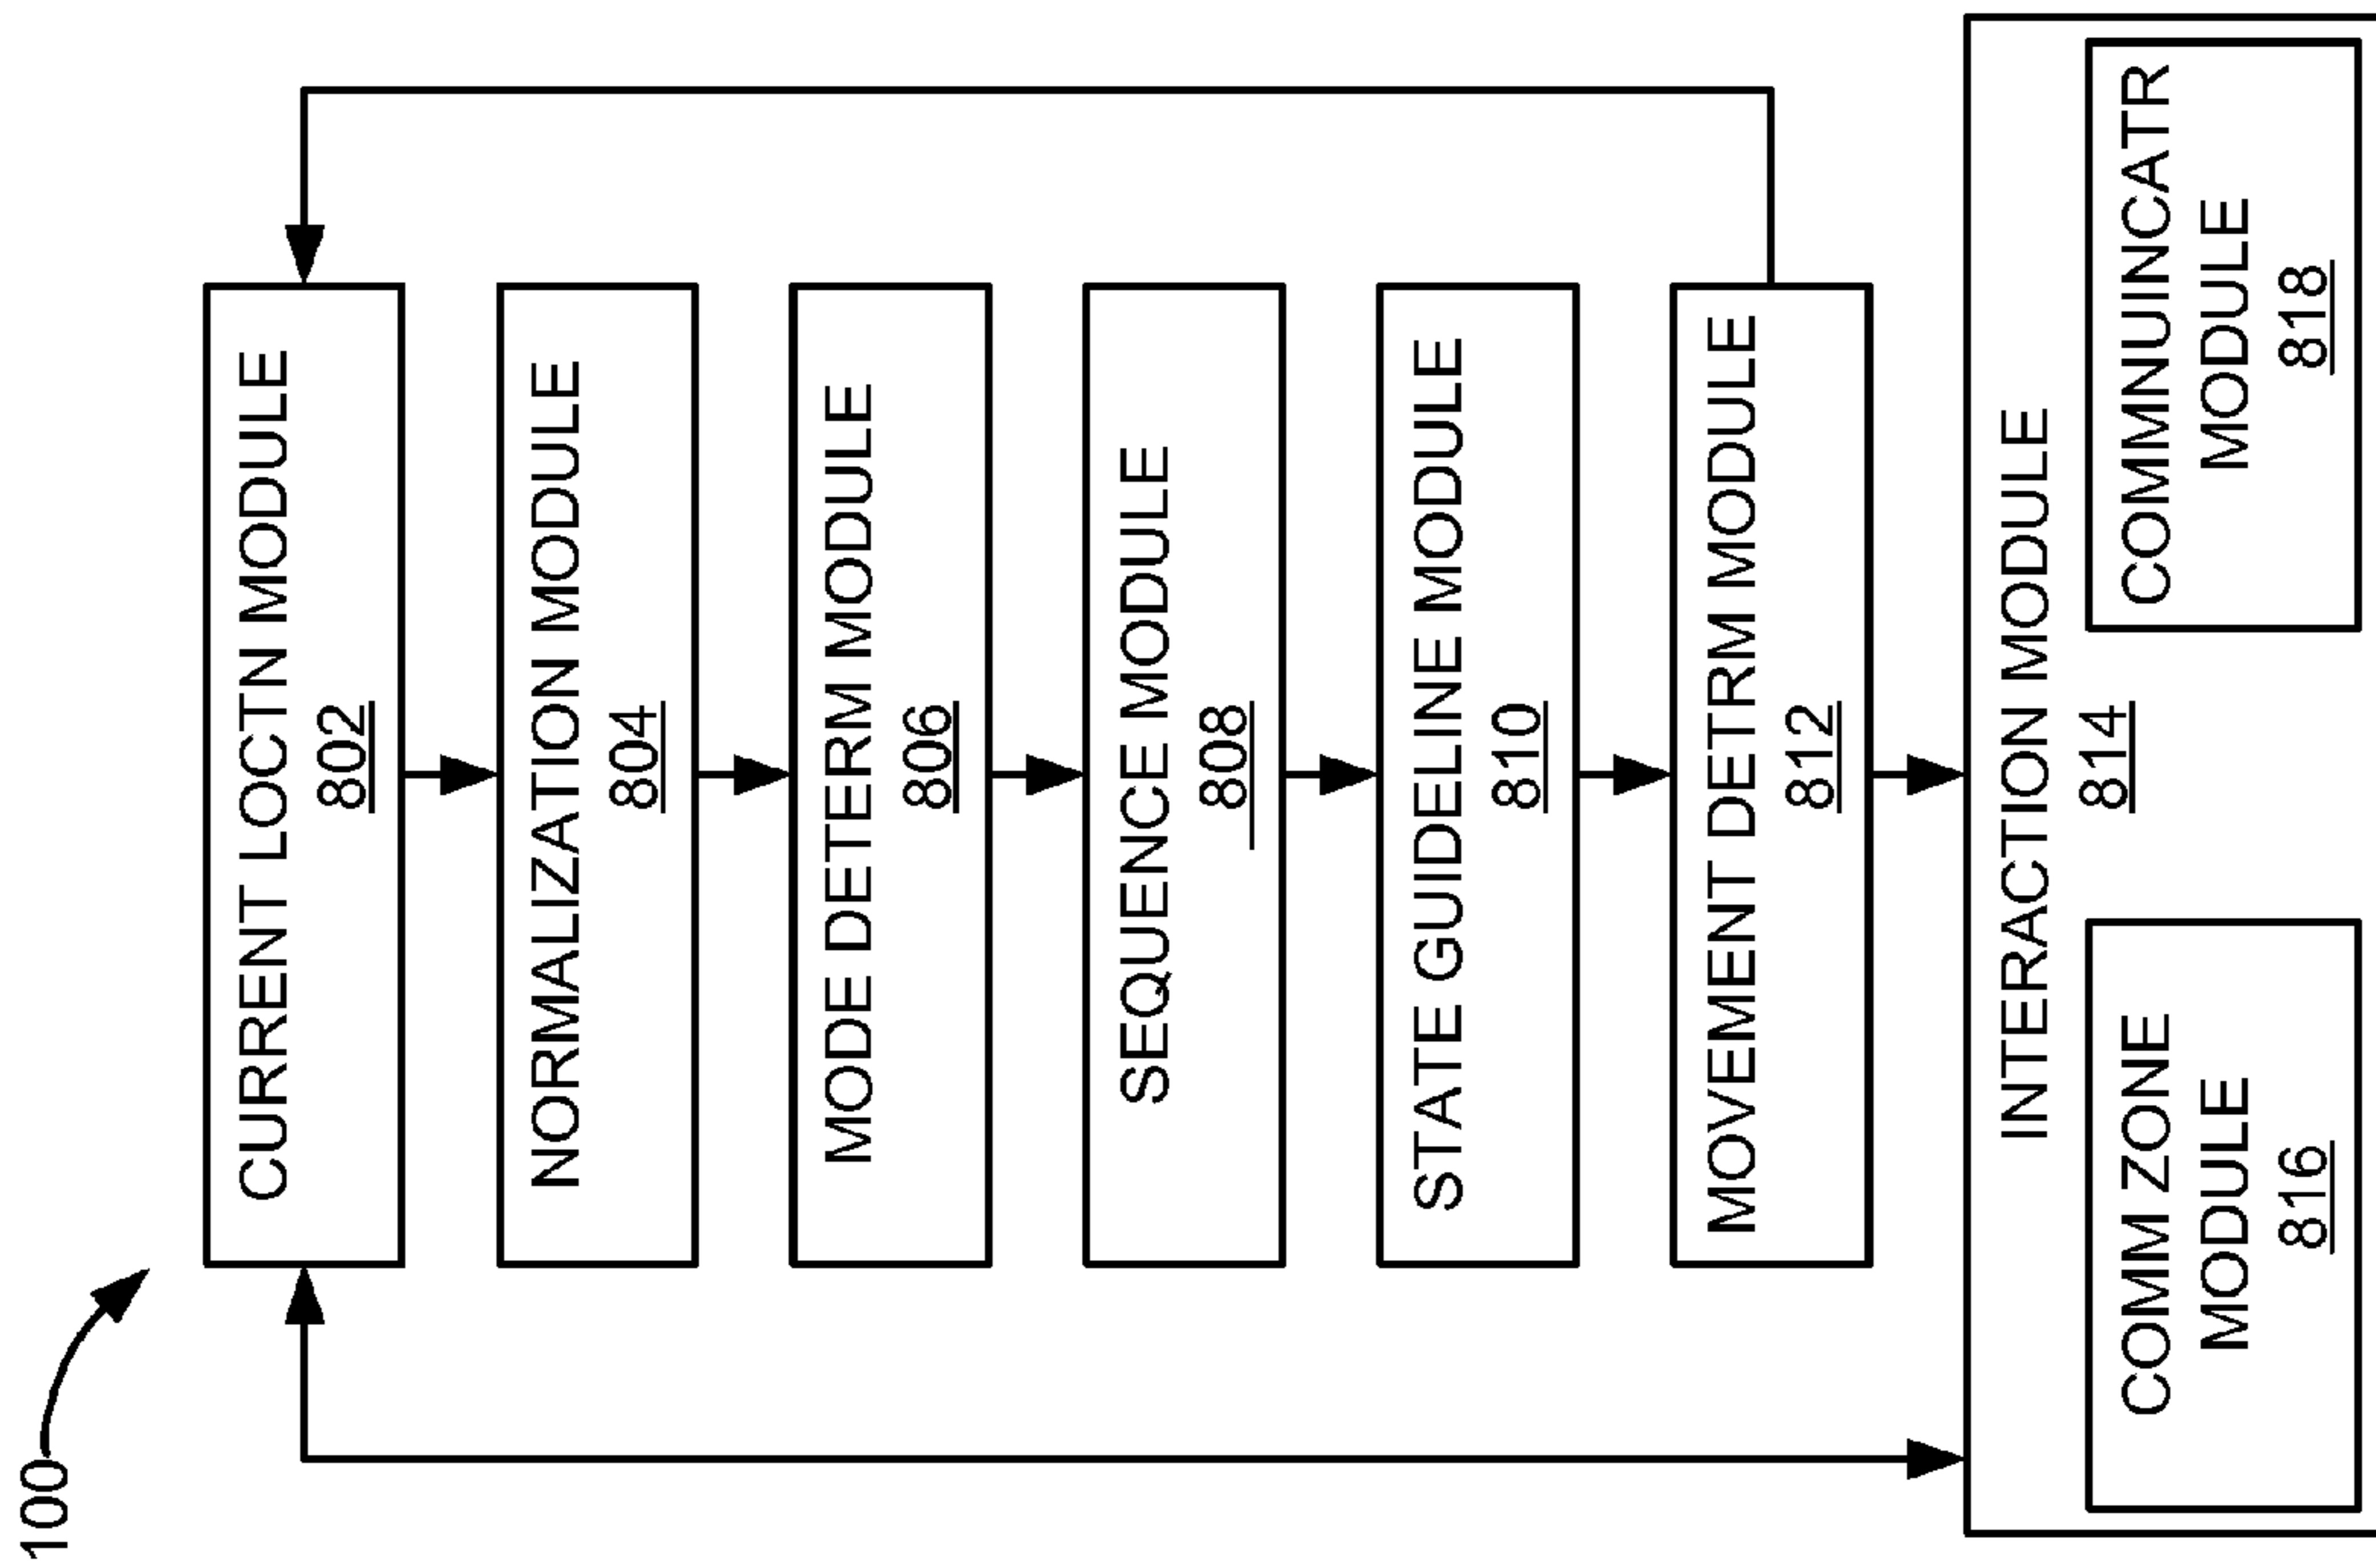 100
CURRENT LOCTN MODULE
802
NORMALIZATION MODULE
804
MODE DETERM MODULE
806
SEQUENCE MODULE
808
STATE GUIDELINE MODULE
810
MOVEMENT DETRM MODULE
812
INTERACTION MODULE
814
COMM ZONE
MODULE
816
COMMNUINCATR
MODULE
818